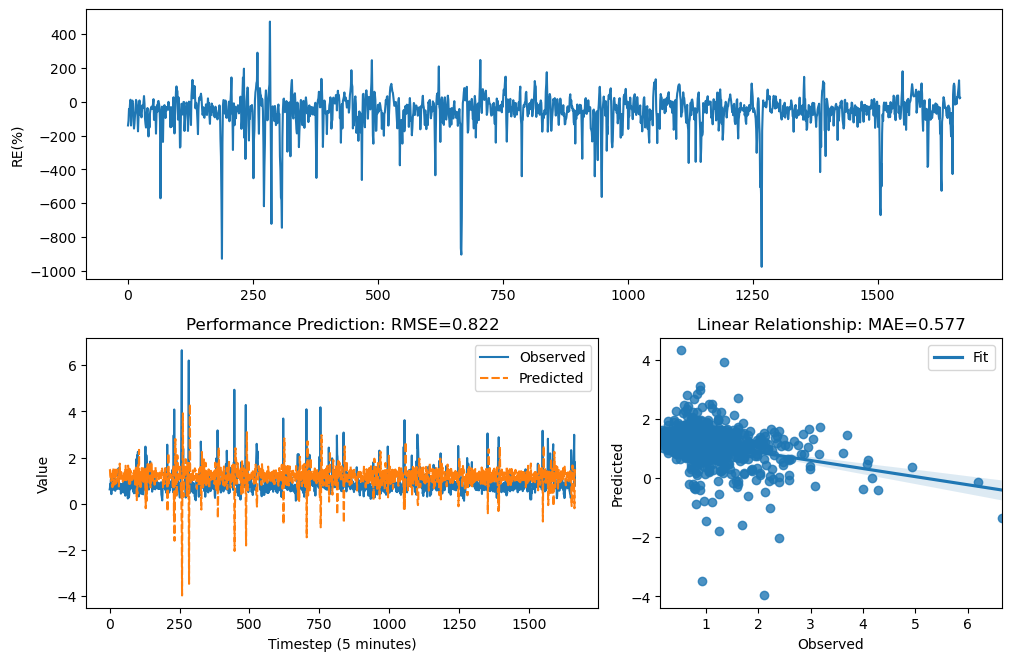 400
200
0
−200
−400
−600
−800
−1000
RE(%)
0 250 500 750 1000 1250 1500
Performance Prediction: RMSE=0.822
Observed
Predicted
6
4
2
0
−2
−4
Value
0 250 500 750 1000 1250 1500
Timestep (5 minutes)
Linear Relationship: MAE=0.577
Fit
4
2
0
−2
−4
Predicted
1 2 3 4 5 6
Observed